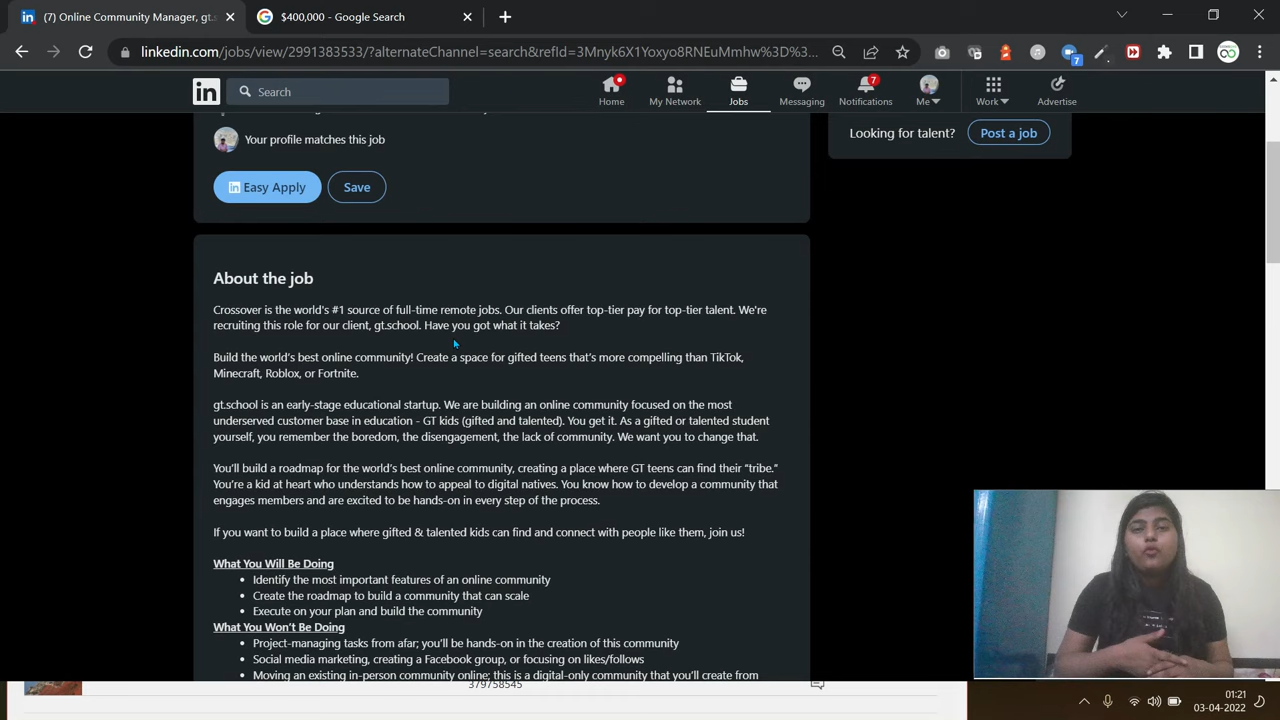 (7) Online Community Manager, gt.s
$400,000 - Google Search
linkedin.com/jobs/view/2991383533/?alternateChannel=search&refId=3Mnyk6X1Yoxyo8RNEuMmhw%3D%3...
7
in
Search
Home
My Network
Jobs
Messaging
7
Notifications
Me
Work
Advertise
Your profile matches this job
Looking for talent?
Post a job
in Easy Apply
Save
About the job
Crossover is the world's #1 source of full-time remote jobs. Our clients offer top-tier pay for top-tier talent. We're
recruiting this role for our client, gt.school. Have you got what it takes?
Build the world's best online community! Create a space for gifted teens that's more compelling than TikTok,
Minecraft, Roblox, or Fortnite.
gt.school is an early-stage educational startup. We are building an online community focused on the most
underserved customer base in education - GT kids (gifted and talented). You get it. As a gifted or talented student
yourself, you remember the boredom, the disengagement, the lack of community. We want you to change that.
You'll build a roadmap for the world's best online community, creating a place where GT teens can find their “tribe.”
You're a kid at heart who understands how to appeal to digital natives. You know how to develop a community that
engages members and are excited to be hands-on in every step of the process.
If you want to build a place where gifted & talented kids can find and connect with people like them, join us!
What You Will Be Doing
• Identify the most important features of an online community
• Create the roadmap to build a community that can scale
• Execute on your plan and build the community
What You Won't Be Doing
• Project-managing tasks from afar; you'll be hands-on in the creation of this community
• Social media marketing, creating a Facebook group, or focusing on likes/follows
• Moving an existing in-person community online; this is a digital-only community that you'll create from
379758545
01:21
03-04-2022